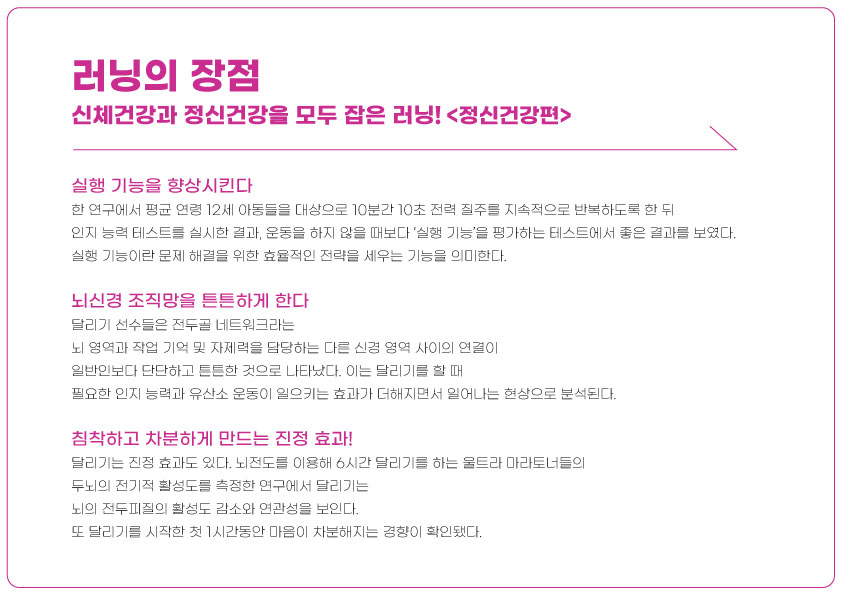 러닝의 장점
신체건강과 정신건강을 모두 잡은 러닝! <정신건강편>
실행 기능을 향상시킨다
한 연구에서 평균 연령 12세 아동들을 대상으로 10분간 10초 전력 질주를 지속적으로 반복하도록 한 뒤
인지 능력 테스트를 실시한 결과, 운동을 하지 않을 때보다 ‘실행 기능’을 평가하는 테스트에서 좋은 결과를 보였다.
실행 기능이란 문제 해결을 위한 효율적인 전략을 세우는 기능을 의미한다.
뇌신경 조직망을 튼튼하게 한다
달리기 선수들은 전두골 네트워크라는
뇌 영역과 작업 기억 및 자제력을 담당하는 다른 신경 영역 사이의 연결이
일반인보다 단단하고 튼튼한 것으로 나타났다. 이는 달리기를 할 때
필요한 인지 능력과 유산소 운동이 일으키는 효과가 더해지면서 일어나는 현상으로 분석된다.
침착하고 차분하게 만드는 진정 효과!
달리기는 진정 효과도 있다. 뇌전도를 이용해 6시간 달리기를 하는 울트라 마라토너들의
두뇌의 전기적 활성도를 측정한 연구에서 달리기는
뇌의 전두피질의 활성도 감소와 연관성을 보인다.
또 달리기를 시작한 첫 1시간동안 마음이 차분해지는 경향이 확인됐다.